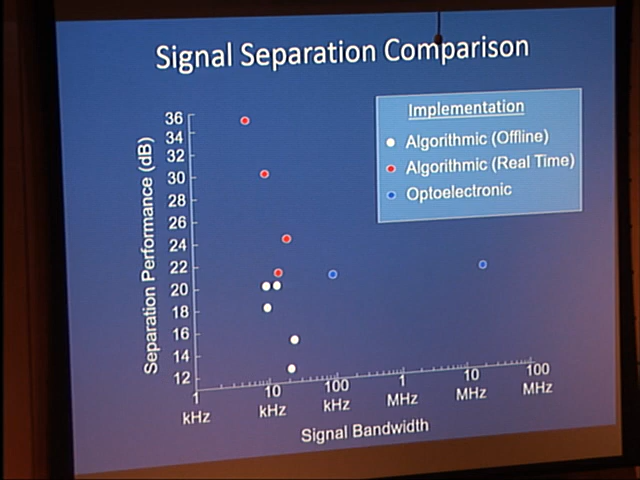 Signal Separation Comparison
Implementation
Algorithmic (Offline)
Algorithmic (Real Time)
Optoelectronic
Separation Performance (dB)
36
34
32
30
28
26
24
22
20
18
16
14
12
1 kHz
10 kHz
100 kHz
1 MHz
10 MHz
100 MHz
Signal Bandwidth